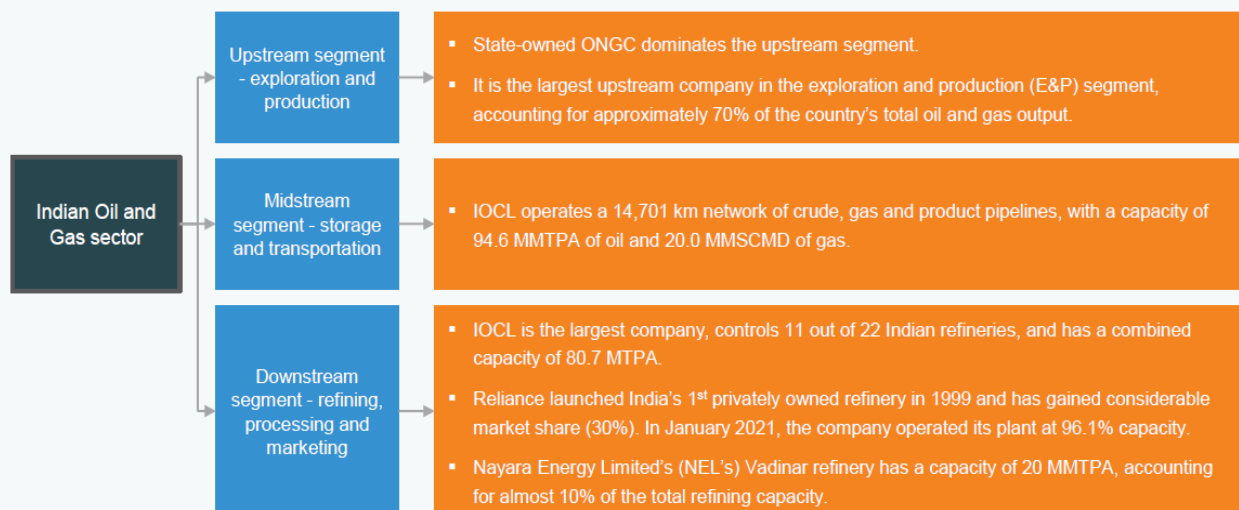 Indian Oil and
Gas sector
Upstream segment
- exploration and
production
▪ State-owned ONGC dominates the upstream segment.
▪ It is the largest upstream company in the exploration and production (E&P) segment,
accounting for approximately 70% of the country's total oil and gas output.
Midstream
segment - storage
and transportation
▪ IOCL operates a 14,701 km network of crude, gas and product pipelines, with a capacity of
94.6 MMTPA of oil and 20.0 MMSCMD of gas.
Downstream
segment - refining,
processing and
marketing
▪ IOCL is the largest company, controls 11 out of 22 Indian refineries, and has a combined
capacity of 80.7 MTPA.
▪ Reliance launched India's 1st privately owned refinery in 1999 and has gained considerable
market share (30%). In January 2021, the company operated its plant at 96.1% capacity.
▪ Nayara Energy Limited's (NEL's) Vadinar refinery has a capacity of 20 MMTPA, accounting
for almost 10% of the total refining capacity.